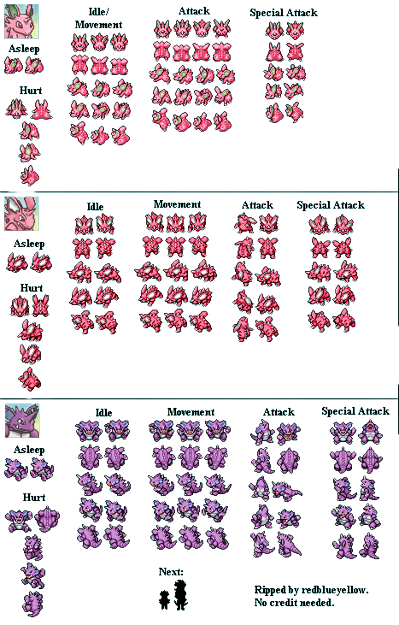 Idle/
Movement
Attack
Special Attack
Asleep
Hurt
Idle
Movement
Attack
Special Attack
Asleep
Hurt
Idle
Movement
Attack
Special Attack
Asleep
Hurt
Next:
Ripped by redblueyellow.
No credit needed.